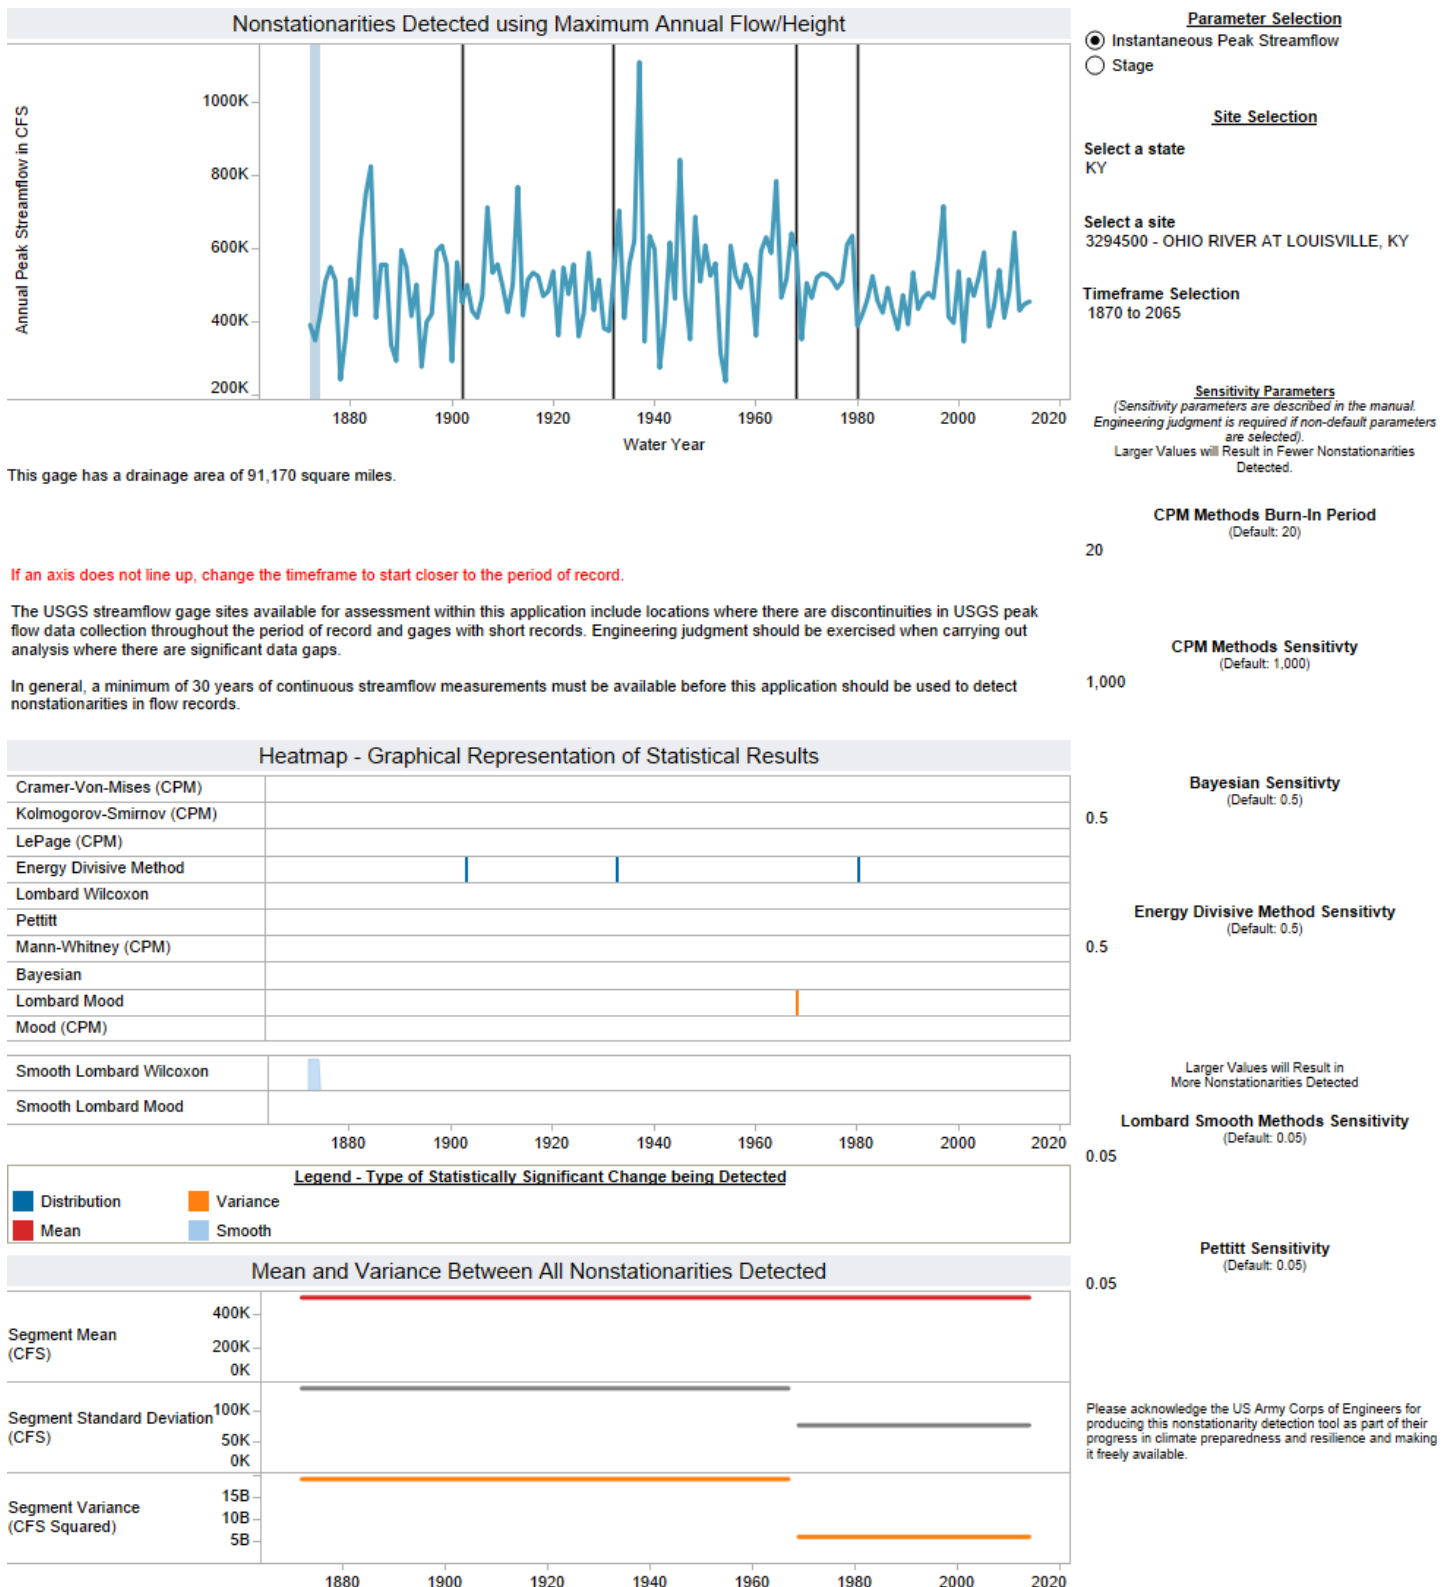 Nonstationarities Detected using Maximum Annual Flow/Height
Annual Peak Streamflow in CFS
1000K
800K
600K
400K
200K
1880 1900 1920 1940 1960 1980 2000 2020
Water Year
This gage has a drainage area of 91,170 square miles.
If an axis does not line up, change the timeframe to start closer to the period of record.
The USGS streamflow gage sites available for assessment within this application include locations where there are discontinuities in USGS peak
flow data collection throughout the period of record and gages with short records. Engineering judgment should be exercised when carrying out
analysis where there are significant data gaps.
In general, a minimum of 30 years of continuous streamflow measurements must be available before this application should be used to detect
nonstationarities in flow records.
Heatmap - Graphical Representation of Statistical Results
Cramer-Von-Mises (CPM)
Kolmogorov-Smirnov (CPM)
LePage (CPM)
Energy Divisive Method
Lombard Wilcoxon
Pettitt
Mann-Whitney (CPM)
Bayesian
Lombard Mood
Mood (CPM)
Smooth Lombard Wilcoxon
Smooth Lombard Mood
1880 1900 1920 1940 1960 1980 2000 2020
Legend - Type of Statistically Significant Change being Detected
Distribution Variance
Mean Smooth
Mean and Variance Between All Nonstationarities Detected
Segment Mean
(CFS)
400K
200K
0K
Segment Standard Deviation
(CFS)
100K
50K
0K
Segment Variance
(CFS Squared)
15B
10B
5B
1880 1900 1920 1940 1960 1980 2000 2020
Parameter Selection
Instantaneous Peak Streamflow
Stage
Site Selection
Select a state
KY
Select a site
3294500 - OHIO RIVER AT LOUISVILLE, KY
Timeframe Selection
1870 to 2065
Sensitivity Parameters
(Sensitivity parameters are described in the manual.
Engineering judgment is required if non-default parameters
are selected).
Larger Values will Result in Fewer Nonstationarities
Detected.
CPM Methods Burn-In Period
(Default: 20)
20
CPM Methods Sensitivty
(Default: 1,000)
1,000
Bayesian Sensitivty
(Default: 0.5)
0.5
Energy Divisive Method Sensitivty
(Default: 0.5)
0.5
Larger Values will Result in
More Nonstationarities Detected
Lombard Smooth Methods Sensitivity
(Default: 0.05)
0.05
Pettitt Sensitivity
(Default: 0.05)
0.05
Please acknowledge the US Army Corps of Engineers for
producing this nonstationarity detection tool as part of their
progress in climate preparedness and resilience and making
it freely available.